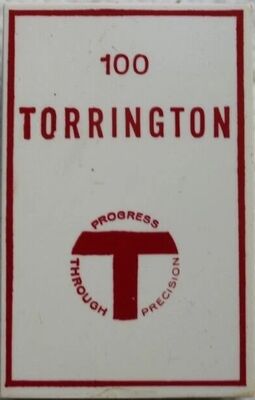 100
TORRINGTON
PROGRESS
THROUGH
PRECISION
T